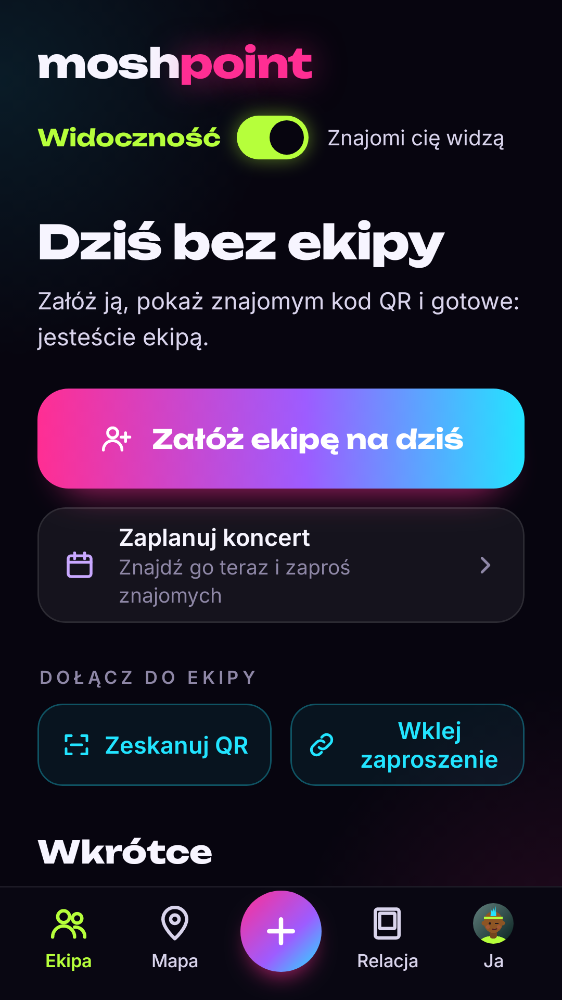 moshpoint
Widoczność Znajomi cię widzą
Dziś bez ekipy
Załóż ją, pokaż znajomym kod QR i gotowe:
jesteście ekipą.
Załóż ekipę na dziś
Zaplanuj koncert
Znajdź go teraz i zaproś
znajomych
DOŁĄCZ DO EKIPY
Zeskanuj QR
Wklej
zaproszenie
Wkrótce
Ekipa Mapa Relacja Ja